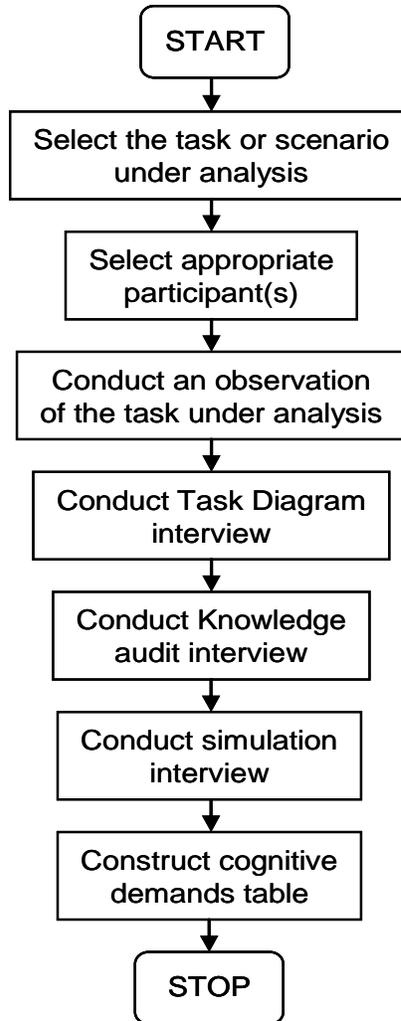 START
Select the task or scenario
under analysis
Select appropriate
participant(s)
Conduct an observation
of the task under analysis
Conduct Task Diagram
interview
Conduct Knowledge
audit interview
Conduct simulation
interview
Construct cognitive
demands table
STOP